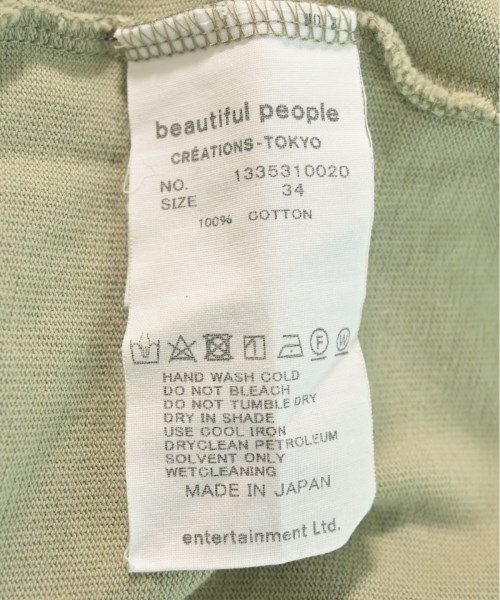 beautiful people
CRÉATIONS-TOKYO
NO. 1335310020
SIZE 34
100% COTTON
HAND WASH COLD
DO NOT BLEACH
DO NOT TUMBLE DRY
DRY IN SHADE
USE COOL IRON
DRYCLEAN PETROLEUM
SOLVENT ONLY
WETCLEANING
MADE IN JAPAN
entertainment Ltd.